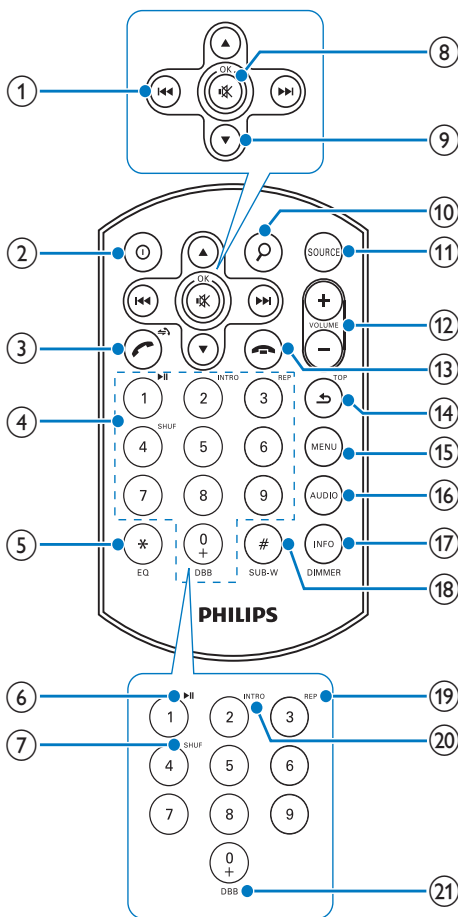 OK
1
8
9
10
2
SOURCE
11
OK
+
VOLUME
12
−
3
13
INTRO
REP
TOP
1
2
3
14
4
SHUF
4
5
6
MENU
15
7
8
9
AUDIO
16
5
*
0
+
#
INFO
17
EQ
DBB
SUB-W
DIMMER
18
PHILIPS
6
INTRO
REP
19
1
2
3
20
7
SHUF
4
5
6
7
8
9
0
+
DBB
21